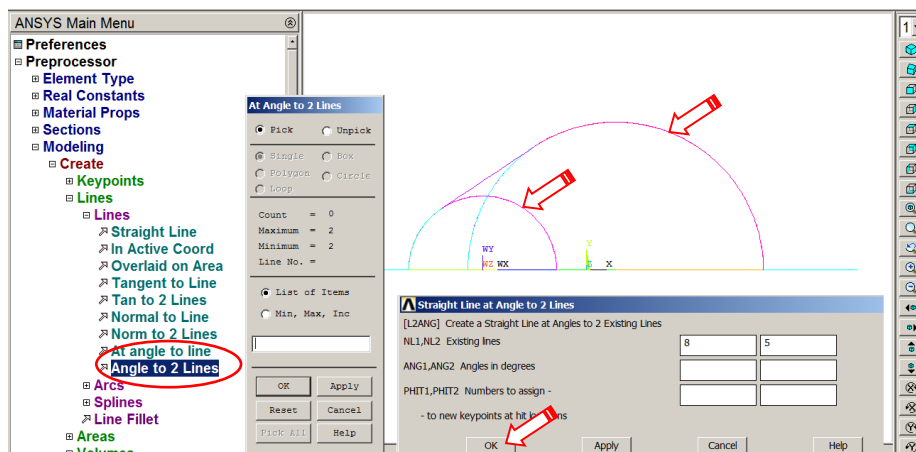 ANSYS Main Menu
Preferences
Preprocessor
Element Type
Real Constants
Material Props
Sections
Modeling
Create
Keypoints
Lines
Lines
Straight Line
In Active Coord
Overlaid on Area
Tangent to Line
Tan to 2 Lines
Normal to Line
Norm to 2 Lines
At angle to line
Angle to 2 Lines
Arcs
Splines
Line Fillet
Areas
Volumes
At Angle to 2 Lines
Pick Unpick
Single Box
Polygon Circle
Loop
Count = 0
Maximum = 2
Minimum = 2
Line No. =
List of Items
Min, Max, Inc
OK Apply
Reset Cancel
Pick All Help
WY
WZ WX
Y
Z X
1
Straight Line at Angle to 2 Lines
[L2ANG] Create a Straight Line at Angles to 2 Existing Lines
NL1,NL2 Existing lines 8 5
ANG1,ANG2 Angles in degrees
PHIT1,PHIT2 Numbers to assign -
- to new keypoints at hit
OK Apply Cancel Help